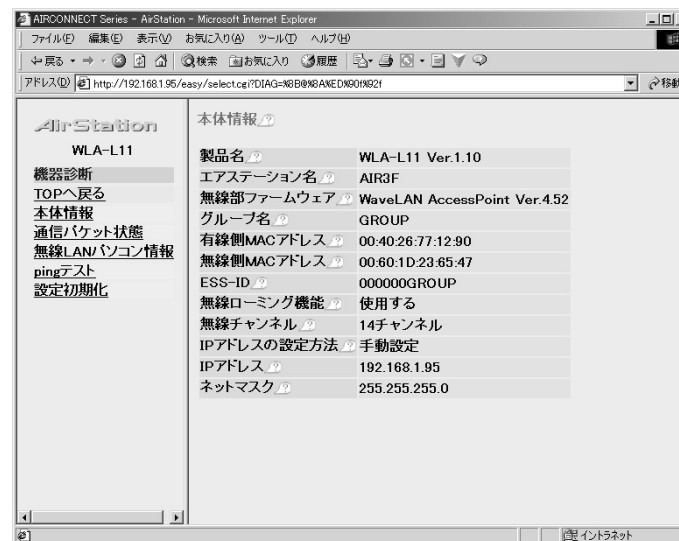 AIRCONNECT Series - AirStation - Microsoft Internet Explorer
ファイル(F) 編集(E) 表示(V) お気に入り(A) ツール(T) ヘルプ(H)
戻る 検索 お気に入り 履歴
アドレス(D) http://192.168.1.95/easy/select.cgi?DIAG=%8B@%8A%ED%90f%92f 移動
AirStation
WLA-L11
機器診断
TOPへ戻る
本体情報
通信パケット状態
無線LANパソコン情報
pingテスト
設定初期化
本体情報 ?
製品名 ? WLA-L11 Ver.1.10
エアステーション名 ? AIR3F
無線部ファームウェア ? WaveLAN AccessPoint Ver.4.52
グループ名 ? GROUP
有線側MACアドレス ? 00:40:26:77:12:90
無線側MACアドレス ? 00:60:1D:23:65:47
ESS-ID ? 000000GROUP
無線ローミング機能 ? 使用する
無線チャンネル ? 14チャンネル
IPアドレスの設定方法 ? 手動設定
IPアドレス ? 192.168.1.95
ネットマスク ? 255.255.255.0
イントラネット